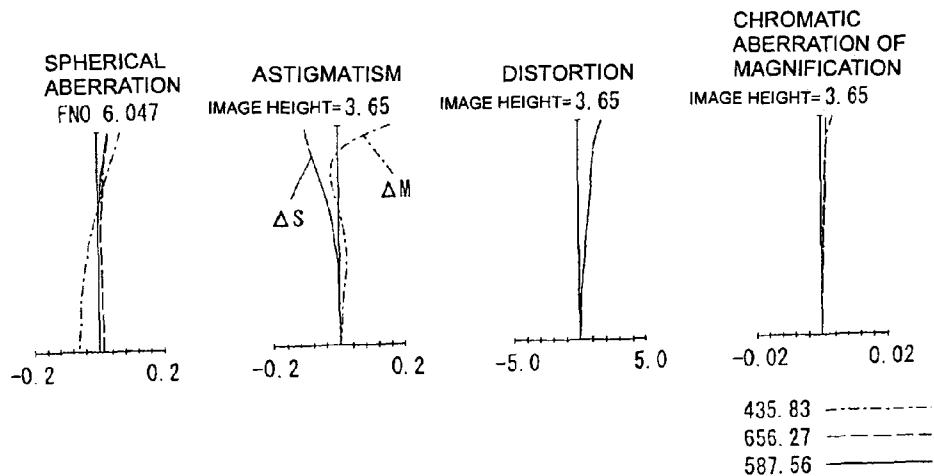 SPHERICAL
ABERRATION
FNO 6.047
-0.2 0.2
ASTIGMATISM
IMAGE HEIGHT=3.65
ΔS
ΔM
-0.2 0.2
DISTORTION
IMAGE HEIGHT=3.65
-5.0 5.0
CHROMATIC
ABERRATION OF
MAGNIFICATION
IMAGE HEIGHT=3.65
-0.02 0.02
435.83
656.27
587.56